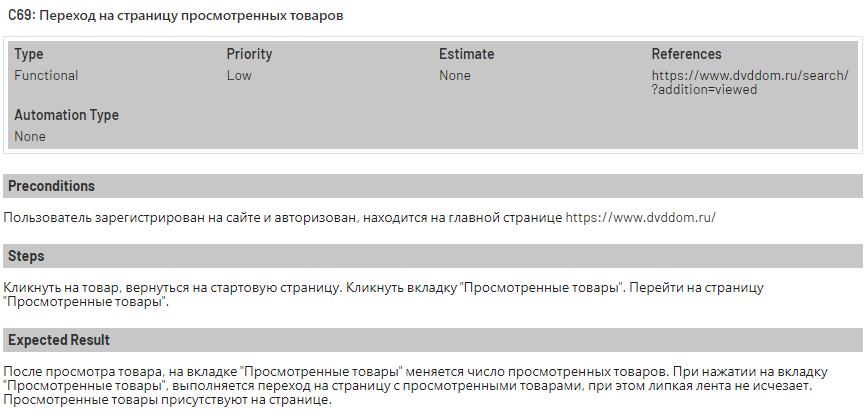 C69: Переход на страницу просмотренных товаров
Type Priority Estimate References
Functional Low None https://www.dvddom.ru/search/
?addition=viewed
Automation Type
None
Preconditions
Пользователь зарегистрирован на сайте и авторизован, находится на главной странице https://www.dvddom.ru/
Steps
Кликнуть на товар, вернуться на стартовую страницу. Кликнуть вкладку "Просмотренные товары". Перейти на страницу
"Просмотренные товары".
Expected Result
После просмотра товара, на вкладке "Просмотренные товары" меняется число просмотренных товаров. При нажатии на вкладку
"Просмотренные товары", выполняется переход на страницу с просмотренными товарами, при этом липкая лента не исчезает.
Просмотренные товары присутствуют на странице.